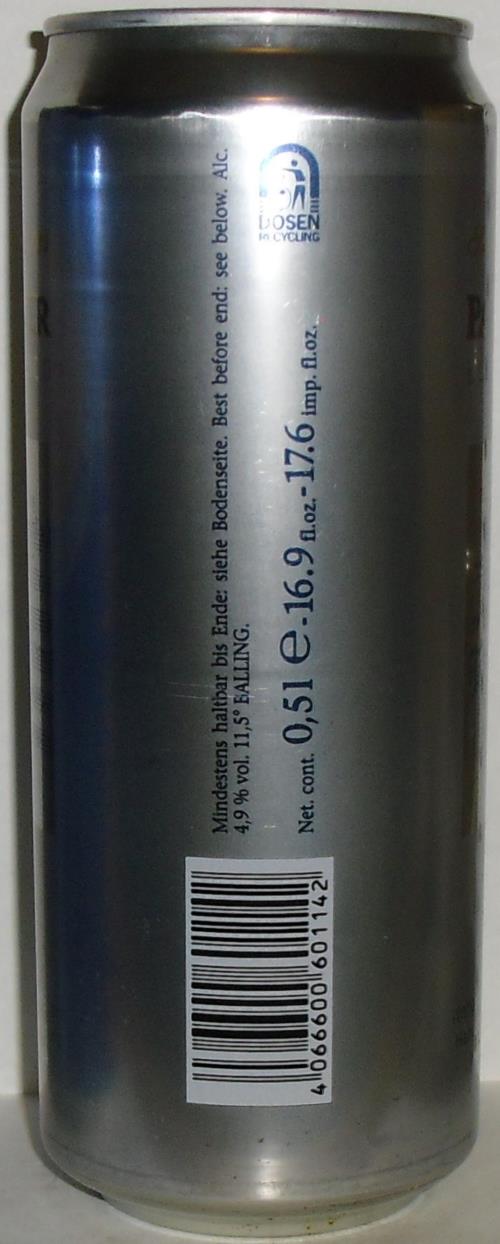 DOSEN
RECYCLING
Mindestens haltbar bis Ende: siehe Bodenseite. Best before end: see below. Alc.
4,9 % vol. 11,5° BALLING.
Net. cont. 0,5l e-16.9 fl.oz.-17.6 imp. fl.oz.
4 066600 601142
R